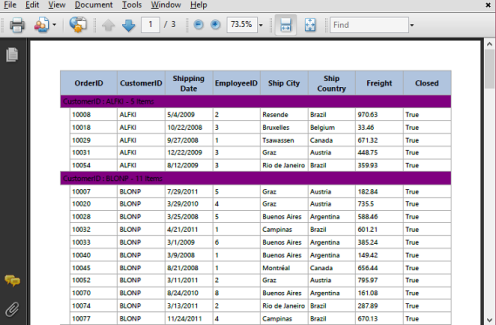 File Edit View Document Tools Window Help
1 / 3 73.5% Find
OrderID CustomerID Shipping Date EmployeeID Ship City Ship Country Freight Closed
CustomerID : ALFKI - 5 items
10008 ALFKI 5/4/2009 2 Resende Brazil 970.63 True
10018 ALFKI 10/22/2008 3 Bruxelles Belgium 33.46 True
10029 ALFKI 9/27/2008 1 Tsawassen Canada 671.32 True
10031 ALFKI 12/22/2009 3 Graz Austria 448.75 True
10054 ALFKI 8/12/2009 3 Rio de Janeiro Brazil 359.93 True
CustomerID : BLONP - 11 items
10007 BLONP 7/29/2011 5 Graz Austria 182.84 True
10020 BLONP 3/29/2010 4 Graz Austria 735.5 True
10028 BLONP 3/25/2008 5 Buenos Aires Argentina 588.46 True
10032 BLONP 4/21/2011 1 Campinas Brazil 601.21 True
10033 BLONP 3/1/2009 6 Buenos Aires Argentina 385.24 True
10040 BLONP 3/9/2008 1 Buenos Aires Argentina 149.42 True
10045 BLONP 8/21/2008 1 Montréal Canada 656.44 True
10052 BLONP 3/11/2011 2 Graz Austria 795.97 True
10070 BLONP 8/24/2010 8 Buenos Aires Argentina 161.08 True
10074 BLONP 3/13/2011 2 Rio de Janeiro Brazil 287.89 True
10077 BLONP 11/24/2011 4 Campinas Brazil 670.13 True